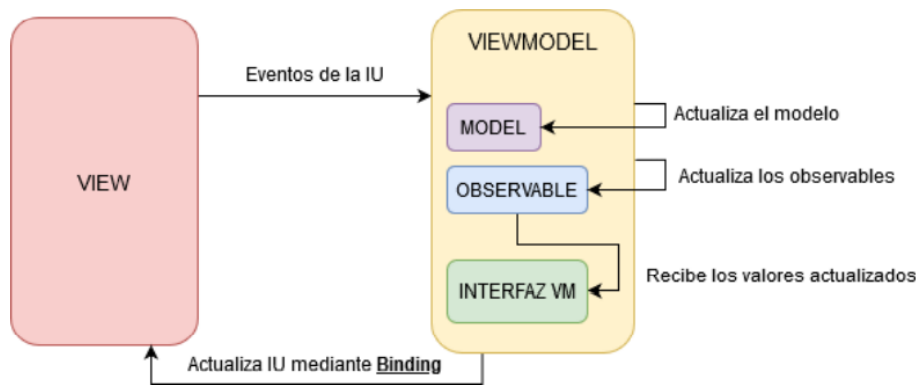 VIEWMODEL
Eventos de la IU
MODEL
Actualiza el modelo
VIEW
OBSERVABLE
Actualiza los observables
INTERFAZ VM
Recibe los valores actualizados
Actualiza IU mediante Binding